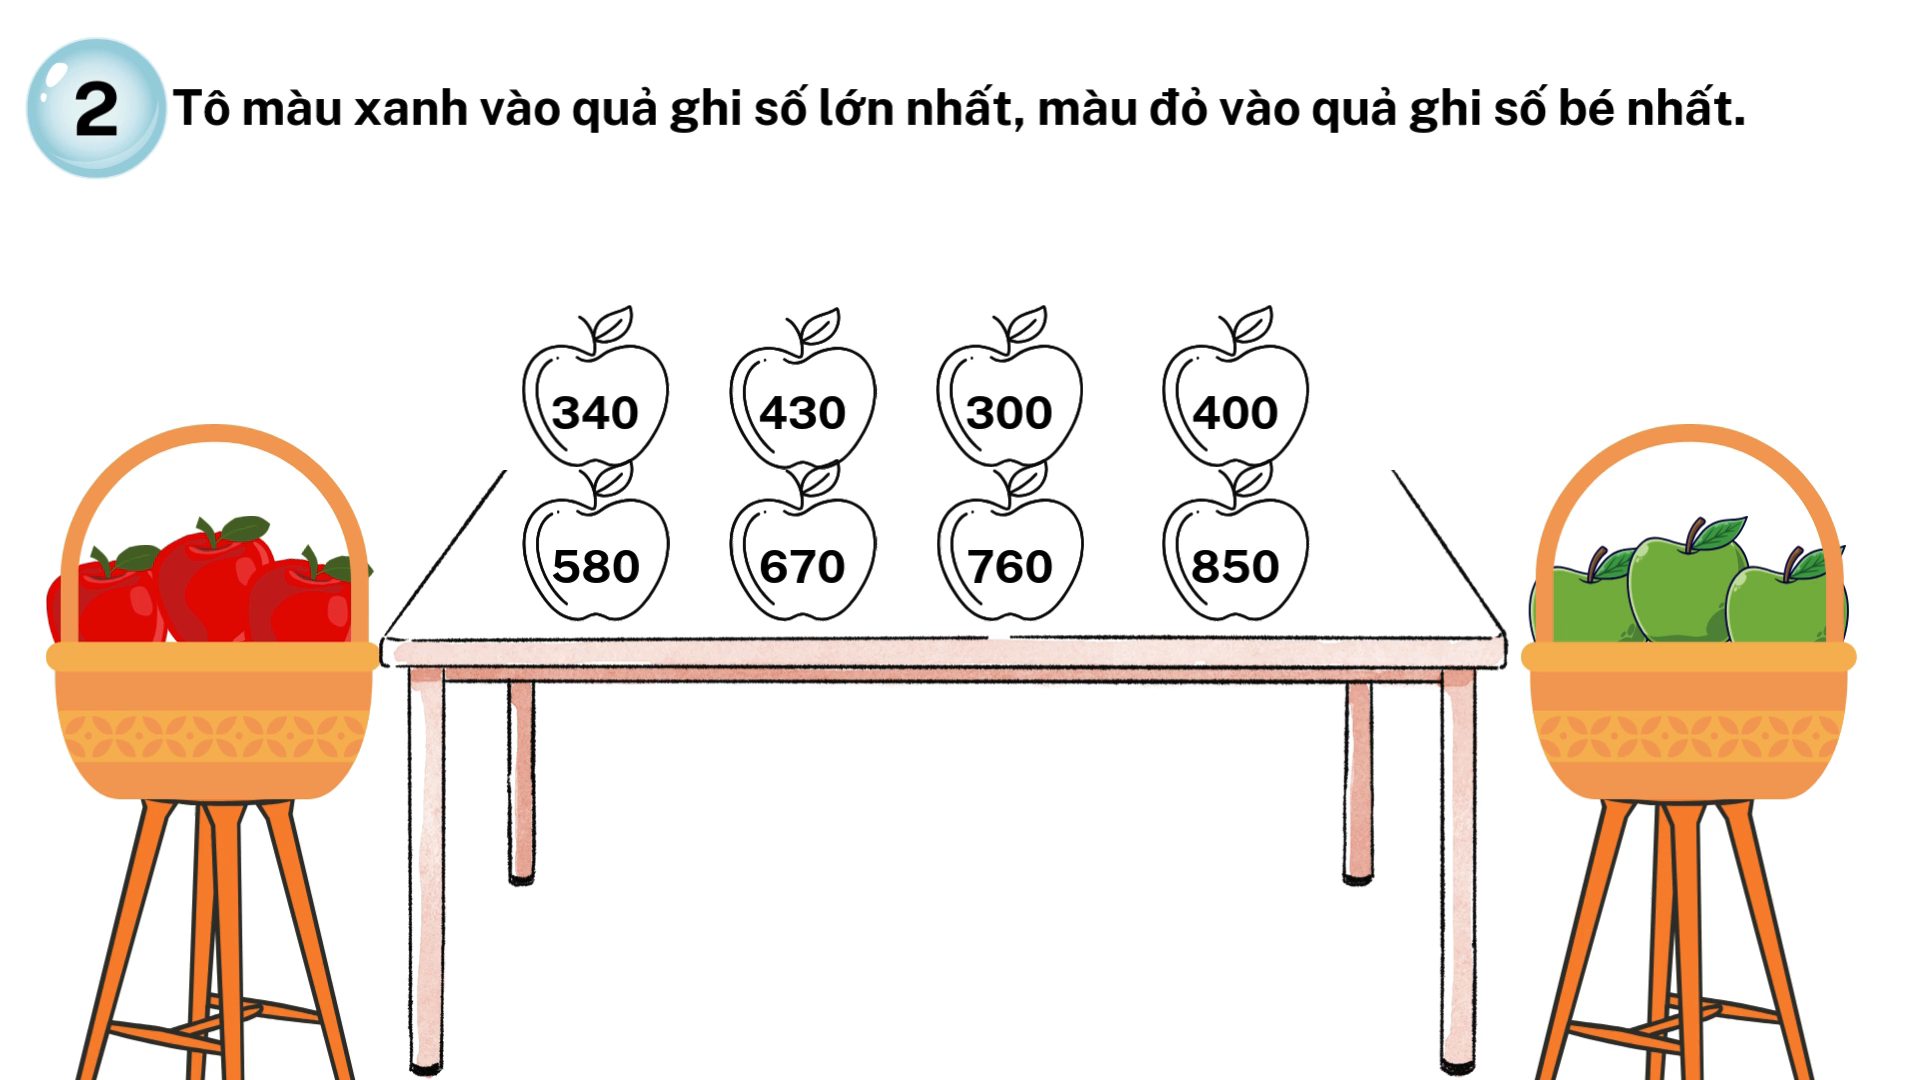 2 Tô màu xanh vào quả ghi số lớn nhất, màu đỏ vào quả ghi số bé nhất.
340 430 300 400
580 670 760 850